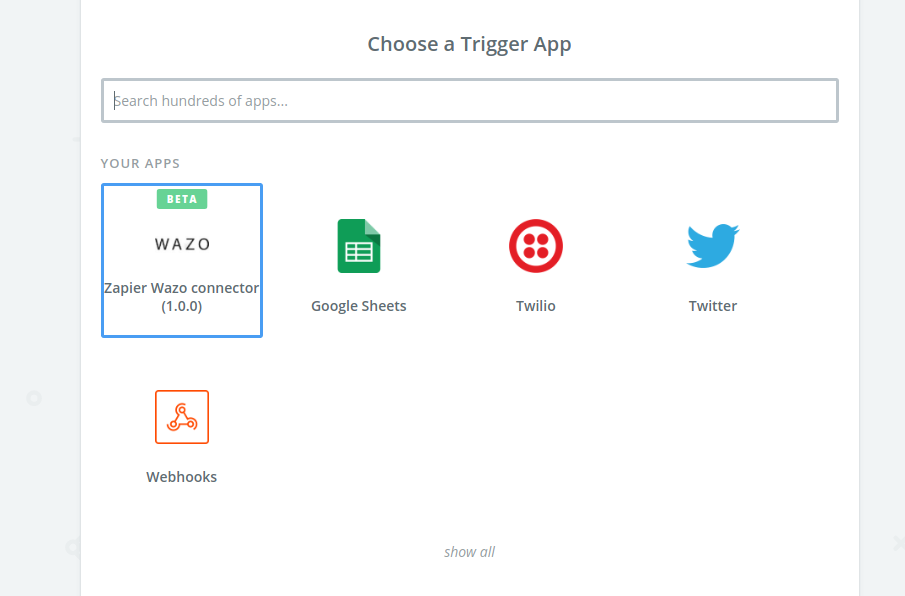 Choose a Trigger App
Search hundreds of apps...
YOUR APPS
BETA
WAZO
Zapier Wazo connector
(1.0.0)
Google Sheets
Twilio
Twitter
Webhooks
show all